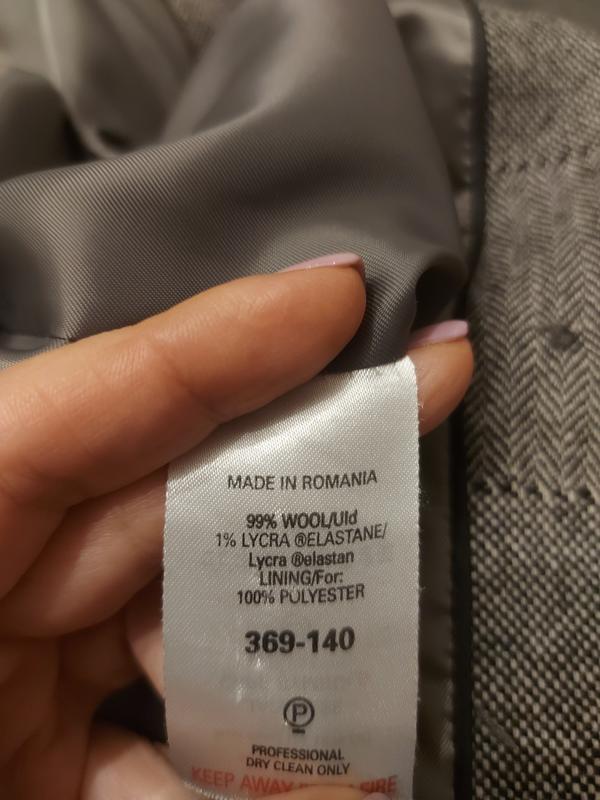 MADE IN ROMANIA
99% WOOL/Uld
1% LYCRA ®ELASTANE/
Lycra ®elastan
LINING/For:
100% POLYESTER
369-140
P
PROFESSIONAL
DRY CLEAN ONLY
KEEP AWAY FIRE